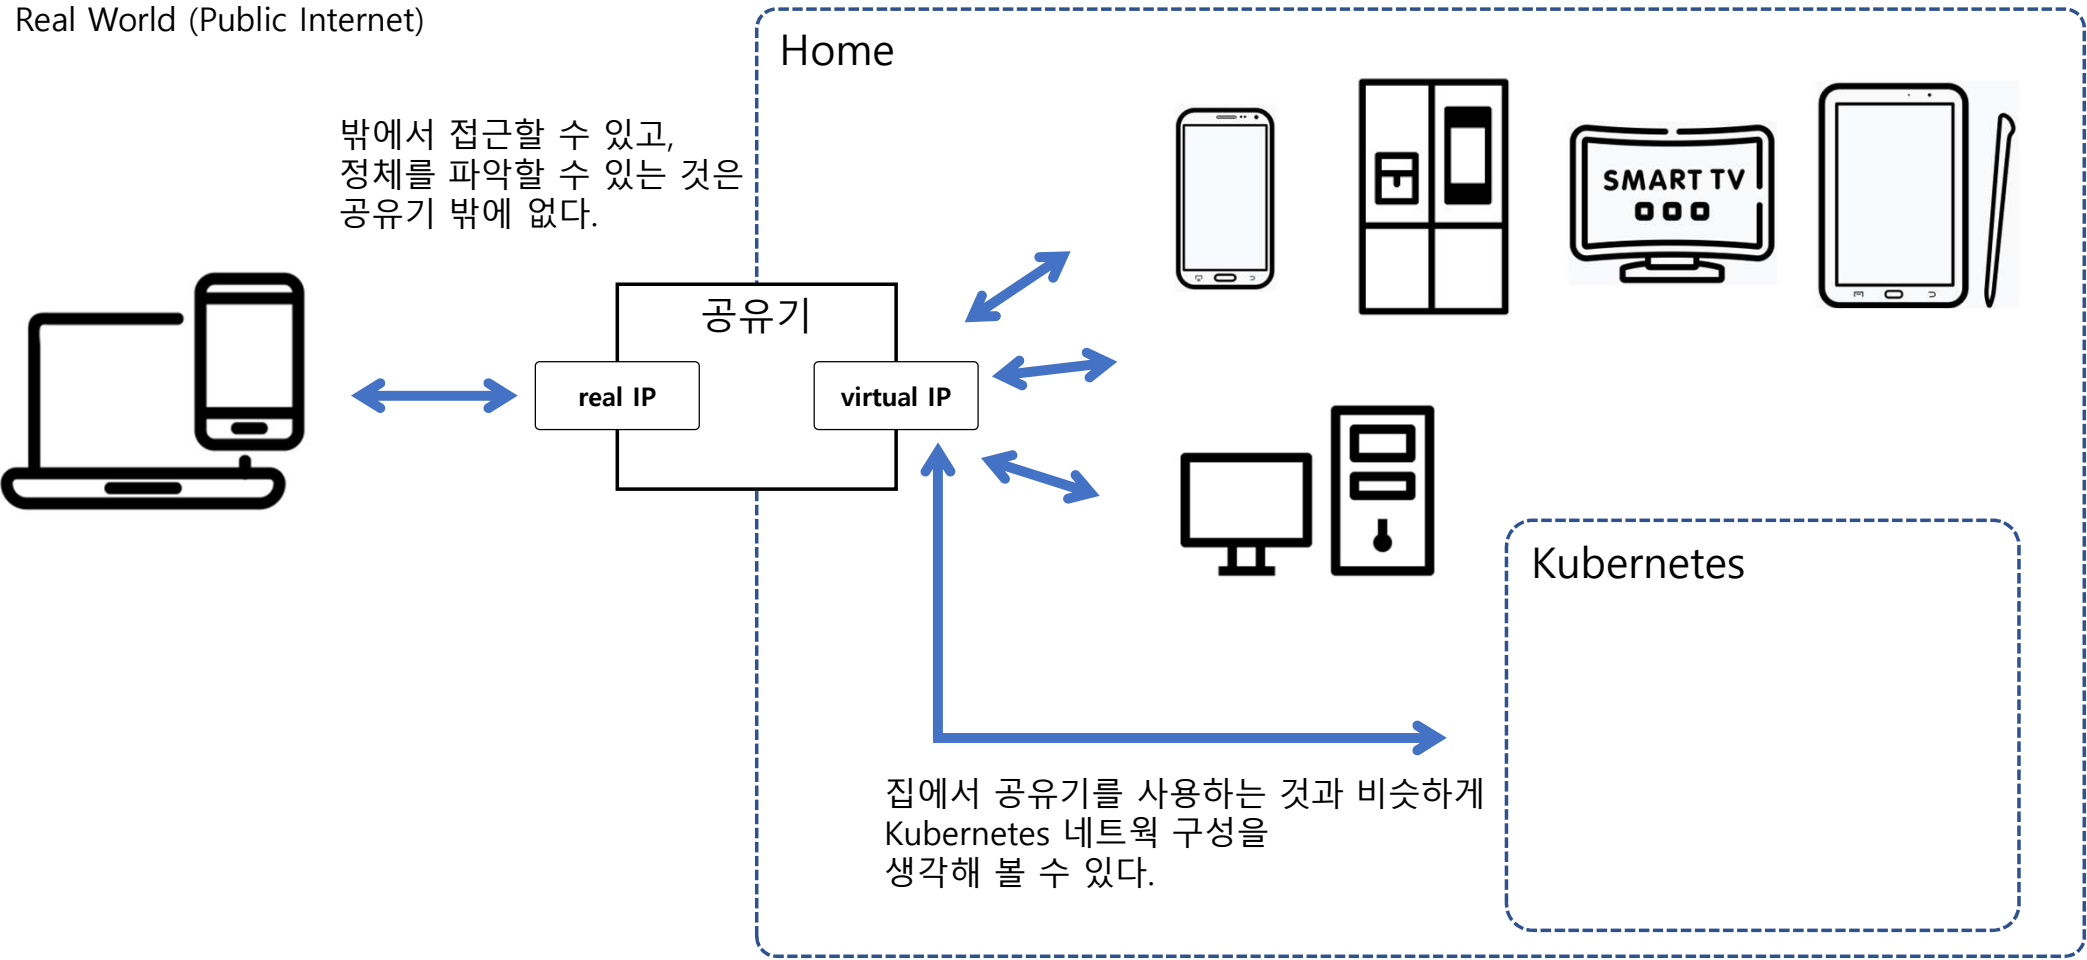 Real World (Public Internet)
Home
밖에서 접근할 수 있고,
정체를 파악할 수 있는 것은
공유기 밖에 없다.
SMART TV
공유기
real IP
virtual IP
Kubernetes
집에서 공유기를 사용하는 것과 비슷하게
Kubernetes 네트웍 구성을
생각해 볼 수 있다.